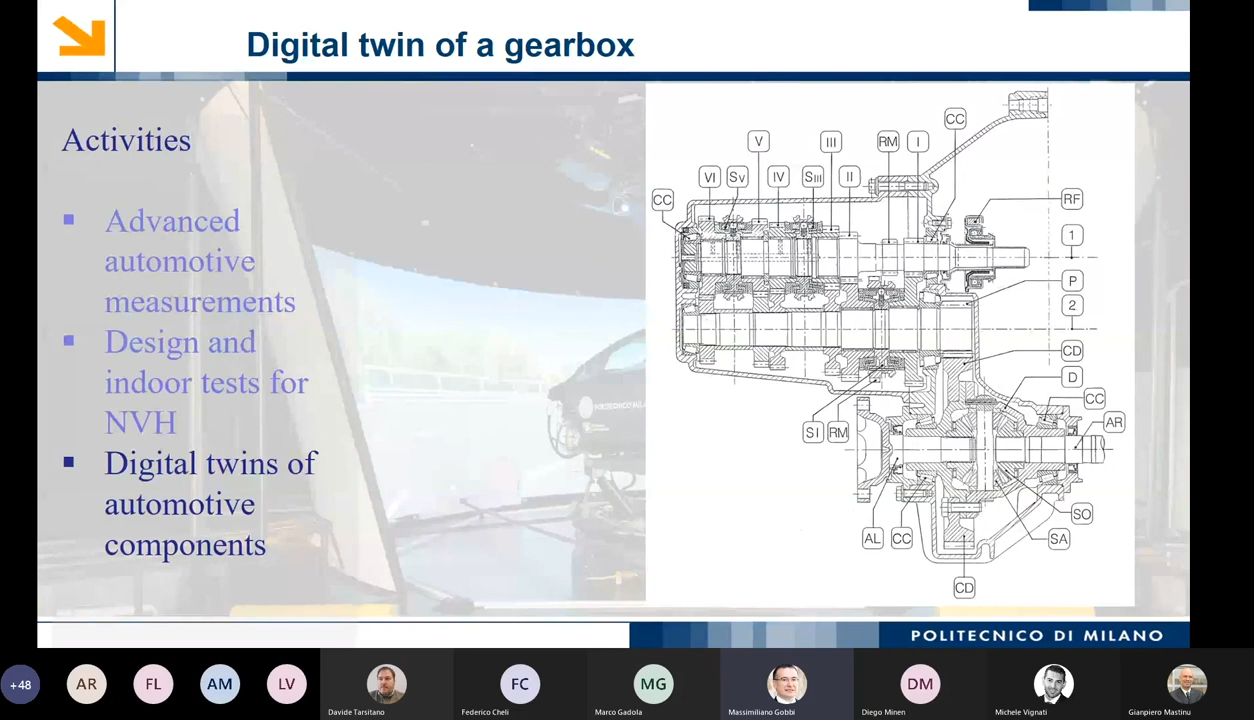 Digital twin of a gearbox
Activities
▪ Advanced
automotive
measurements
▪ Design and
indoor tests for
NVH
▪ Digital twins of
automotive
components
CC
V
III
RM
I
VI
SV
IV
SIII
II
CC
RF
1
P
2
CD
D
CC
AR
SI
RM
SO
AL
CC
SA
CD
POLITECNICO DI MILANO
+48
AR
FL
AM
LV
FC
MG
DM
Davide Tarsitano
Federico Cheli
Marco Gadola
Massimiliano Gobbi
Diego Minen
Michele Vignati
Gianpiero Mastinu